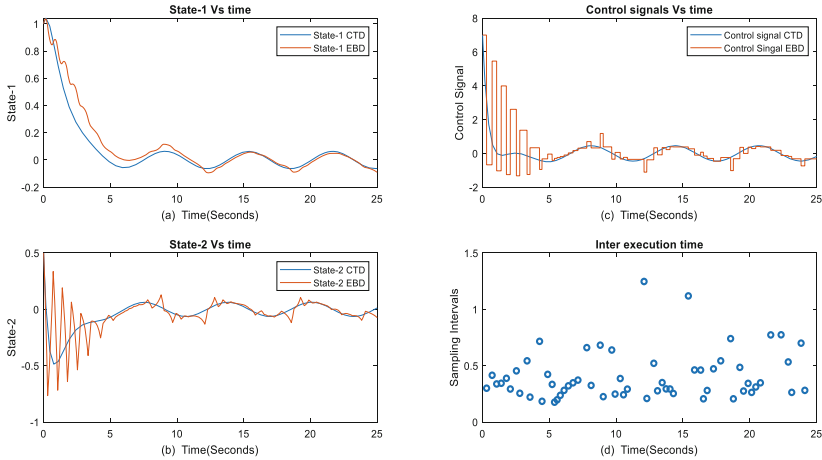 State-1 Vs time
State-1 CTD
State-1 EBD
State-1
1
0.8
0.6
0.4
0.2
0
-0.2
0 5 10 15 20 25
(a) Time(Seconds)
Control signals Vs time
Control signal CTD
Control Singal EBD
Control Signal
8
6
4
2
0
-2
0 5 10 15 20 25
(c) Time(Seconds)
State-2 Vs time
State-2 CTD
State-2 EBD
State-2
0.5
0
-0.5
-1
0 5 10 15 20 25
(b) Time(Seconds)
Inter execution time
Sampling Intervals
1.5
1
0.5
0
0 5 10 15 20 25
(d) Time(Seconds)